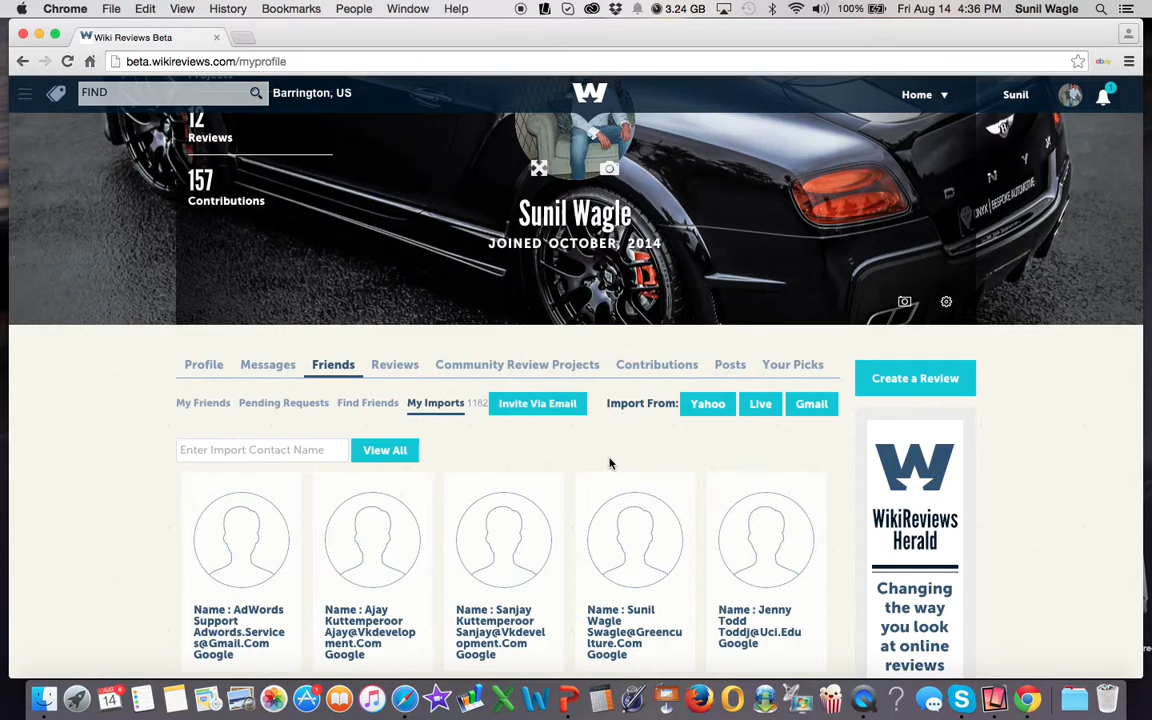 Chrome File Edit View History Bookmarks People Window Help 3.24 GB 100% Fri Aug 14 4:36 PM Sunil Wagle
Wiki Reviews Beta
beta.wikireviews.com/myprofile
ebay
FIND Barrington, US W Home Sunil 1
Projects
12
Reviews
157
Contributions
Sunil Wagle
JOINED OCTOBER, 2014
ONYX | BESPOKE AUTOMOTIVE
Profile Messages Friends Reviews Community Review Projects Contributions Posts Your Picks
Create a Review
My Friends Pending Requests Find Friends My Imports 1182 Invite Via Email Import From: Yahoo Live Gmail
Enter Import Contact Name View All
Name : AdWords
Support
Adwords.Service
s@Gmail.Com
Google
Name : Ajay
Kuttemperoor
Ajay@Vkdevelop
ment.Com
Google
Name : Sanjay
Kuttemperoor
Sanjay@Vkdevel
opment.Com
Google
Name : Sunil
Wagle
Swagle@Greencu
lture.Com
Google
Name : Jenny
Todd
Toddj@Uci.Edu
Google
W
WikiReviews
Herald
Changing
the way
you look
at online
reviews